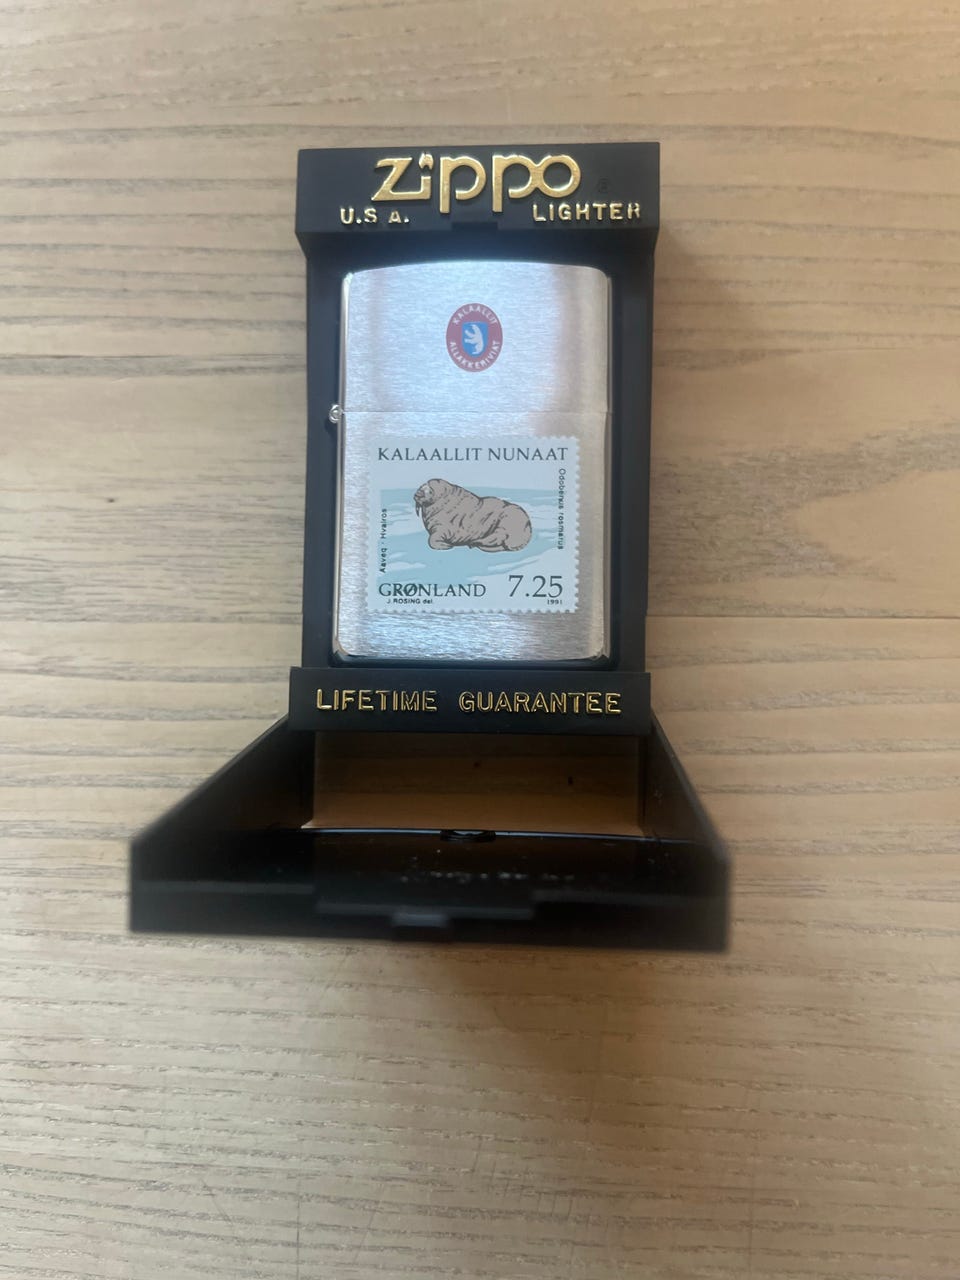 zippo
U.S.A. LIGHTER
KALAALLIT
ALLAKKERIVIAT
KALAALLIT NUNAAT
Odobenus rosmarus
Aaveq · Hvalros
GRØNLAND 7.25
J. ROSING del. 1991
LIFETIME GUARANTEE